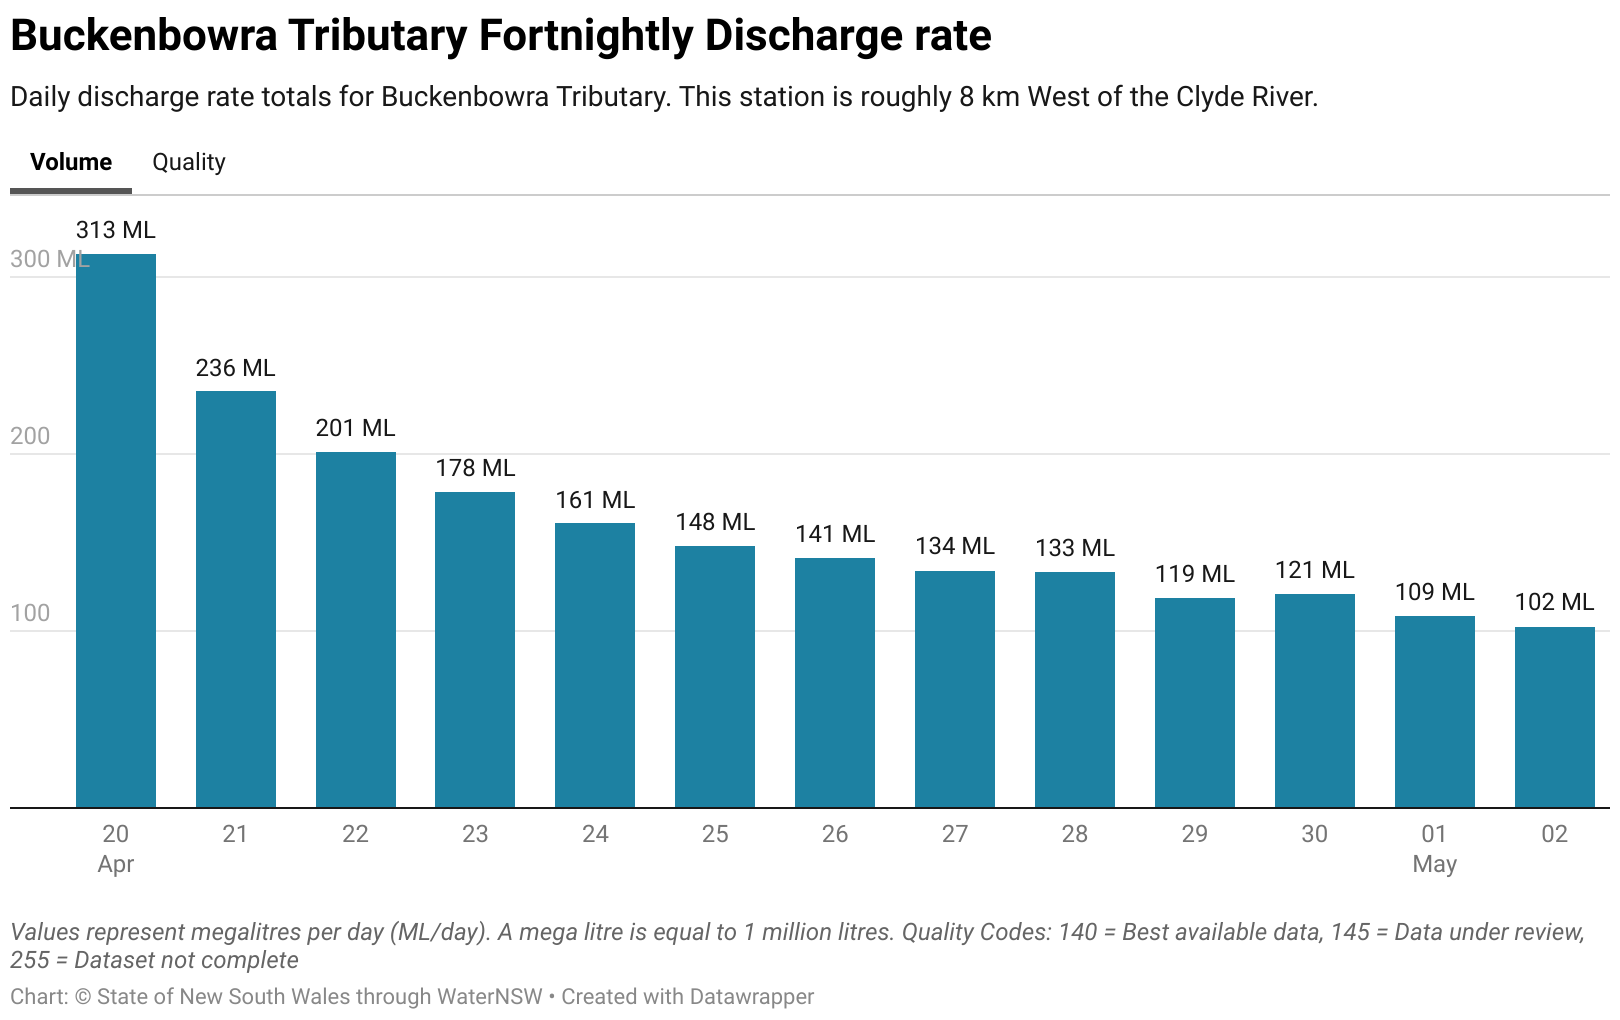 Buckenbowra Tributary Fortnightly Discharge rate
Daily discharge rate totals for Buckenbowra Tributary. This station is roughly 8 km West of the Clyde River.
Volume Quality
313 ML
300 ML
236 ML
201 ML
200
178 ML
161 ML
148 ML
141 ML
134 ML
133 ML
119 ML
121 ML
109 ML
102 ML
100
20 21 22 23 24 25 26 27 28 29 30 01 02
Apr May
Values represent megalitres per day (ML/day). A mega litre is equal to 1 million litres. Quality Codes: 140 = Best available data, 145 = Data under review,
255 = Dataset not complete
Chart: © State of New South Wales through WaterNSW • Created with Datawrapper